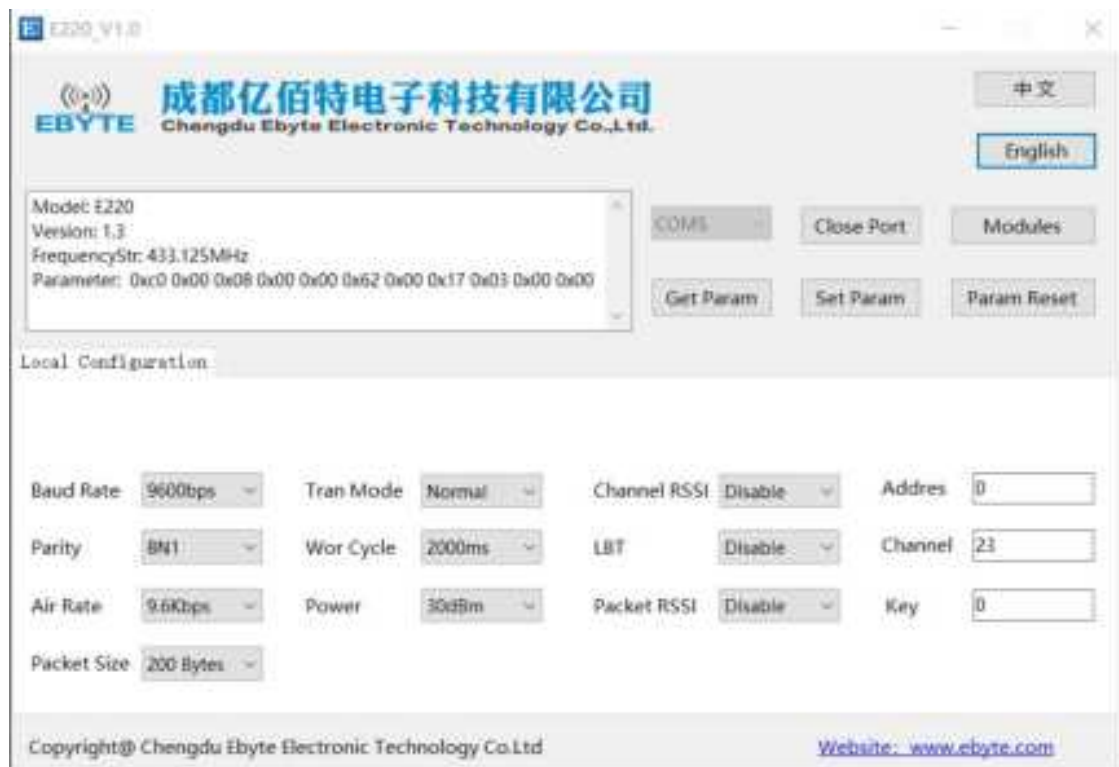 E220_V1.0
EBYTE
成都亿佰特电子科技有限公司
Chengdu Ebyte Electronic Technology Co.,Ltd.
中文
English
Model: E220
Version: 1.3
FrequencyStr: 433.125MHz
Parameter: 0xc0 0x00 0x08 0x00 0x00 0x62 0x00 0x17 0x03 0x00 0x00
COM5 Close Port Modules
Get Param Set Param Param Reset
Local Configuration
Baud Rate 9600bps Tran Mode Normal Channel RSSI Disable Addres 0
Parity 8N1 Wor Cycle 2000ms LBT Disable Channel 23
Air Rate 9.6Kbps Power 30dBm Packet RSSI Disable Key 0
Packet Size 200 Bytes
Copyright@ Chengdu Ebyte Electronic Technology Co.Ltd Website: www.ebyte.com